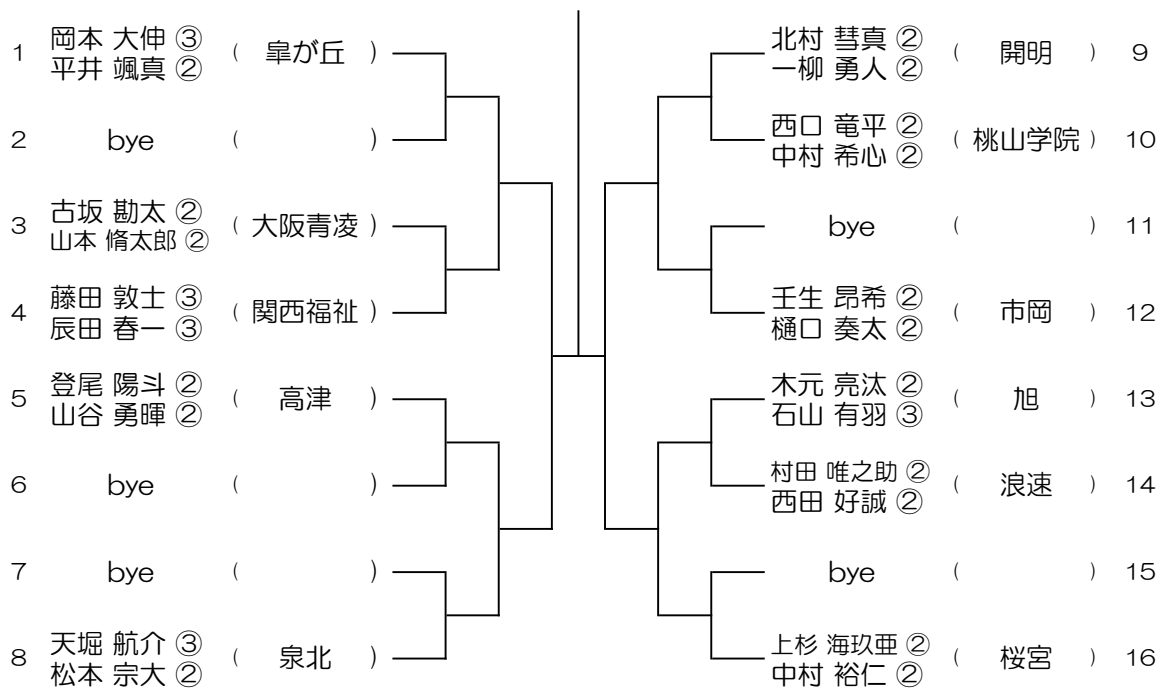 1 岡本 大伸 ③ ( 皐が丘 )
平井 颯真 ②
2 bye ( )
3 古坂 勘太 ② ( 大阪青凌 )
山本 脩太郎 ②
4 藤田 敦士 ③ ( 関西福祉 )
辰田 春一 ③
5 登尾 陽斗 ② ( 高津 )
山谷 勇暉 ②
6 bye ( )
7 bye ( )
8 天堀 航介 ③ ( 泉北 )
松本 宗大 ②
北村 彗真 ② ( 開明 ) 9
一柳 勇人 ②
西口 竜平 ② ( 桃山学院 ) 10
中村 希心 ②
bye ( ) 11
壬生 昂希 ② ( 市岡 ) 12
樋口 奏太 ②
木元 亮汰 ② ( 旭 ) 13
石山 有羽 ③
村田 唯之助 ② ( 浪速 ) 14
西田 好誠 ②
bye ( ) 15
上杉 海玖亜 ② ( 桜宮 ) 16
中村 裕仁 ②